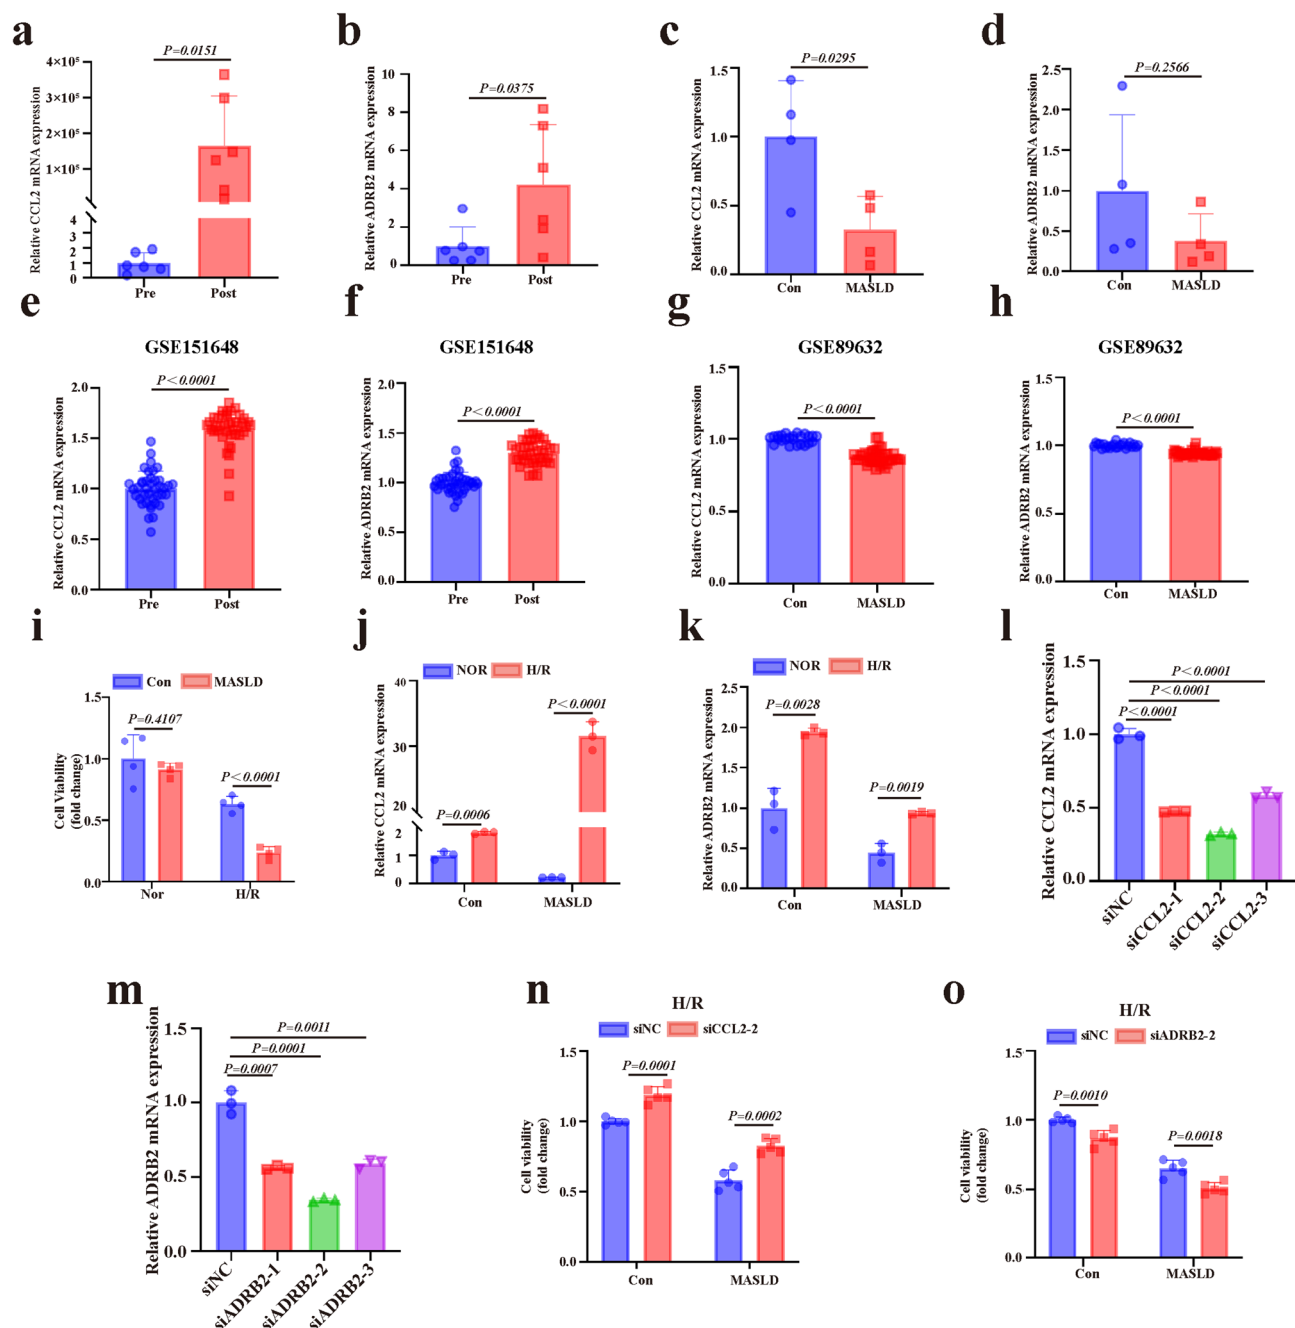 a
P=0.0151
Relative CCL2 mRNA expression
4×10⁵
3×10⁵
2×10⁵
1×10⁵
4
2
1
0
Pre
Post
b
P=0.0375
Relative ADRB2 mRNA expression
10
8
6
4
2
0
Pre
Post
c
P=0.0295
Relative CCL2 mRNA expression
1.5
1.0
0.5
0.0
Con
MASLD
d
P=0.2566
Relative ADRB2 mRNA expression
2.5
2.0
1.5
1.0
0.5
0.0
Con
MASLD
e
GSE151648
P<0.0001
Relative CCL2 mRNA expression
2.0
1.5
1.0
0.5
0.0
Pre
Post
f
GSE151648
P<0.0001
Relative ADRB2 mRNA expression
2.0
1.5
1.0
0.5
0.0
Pre
Post
g
GSE89632
P<0.0001
Relative CCL2 mRNA expression
1.5
1.0
0.5
0.0
Con
MASLD
h
GSE89632
P<0.0001
Relative ADRB2 mRNA expression
1.5
1.0
0.5
0.0
Con
MASLD
i
Con
MASLD
P=0.4107
P<0.0001
Cell Viability
(fold change)
1.5
1.0
0.5
0.0
Nor
H/R
j
NOR
H/R
P=0.0006
P<0.0001
Relative CCL2 mRNA expression
40
30
20
2
1
0
Con
MASLD
k
NOR
H/R
P=0.0028
P=0.0019
Relative ADRB2 mRNA expression
2.5
2.0
1.5
1.0
0.5
0.0
Con
MASLD
l
P<0.0001
P<0.0001
P<0.0001
Relative CCL2 mRNA expression
1.5
1.0
0.5
0.0
siNC
siCCL2-1
siCCL2-2
siCCL2-3
m
P=0.0011
P=0.0001
P=0.0007
Relative ADRB2 mRNA expression
1.5
1.0
0.5
0.0
siNC
siADRB2-1
siADRB2-2
siADRB2-3
n
H/R
siNC
siCCL2-2
P=0.0001
P=0.0002
Cell viability
(fold change)
1.5
1.0
0.5
0.0
Con
MASLD
o
H/R
siNC
siADRB2-2
P=0.0010
P=0.0018
Cell viability
(fold change)
1.5
1.0
0.5
0.0
Con
MASLD